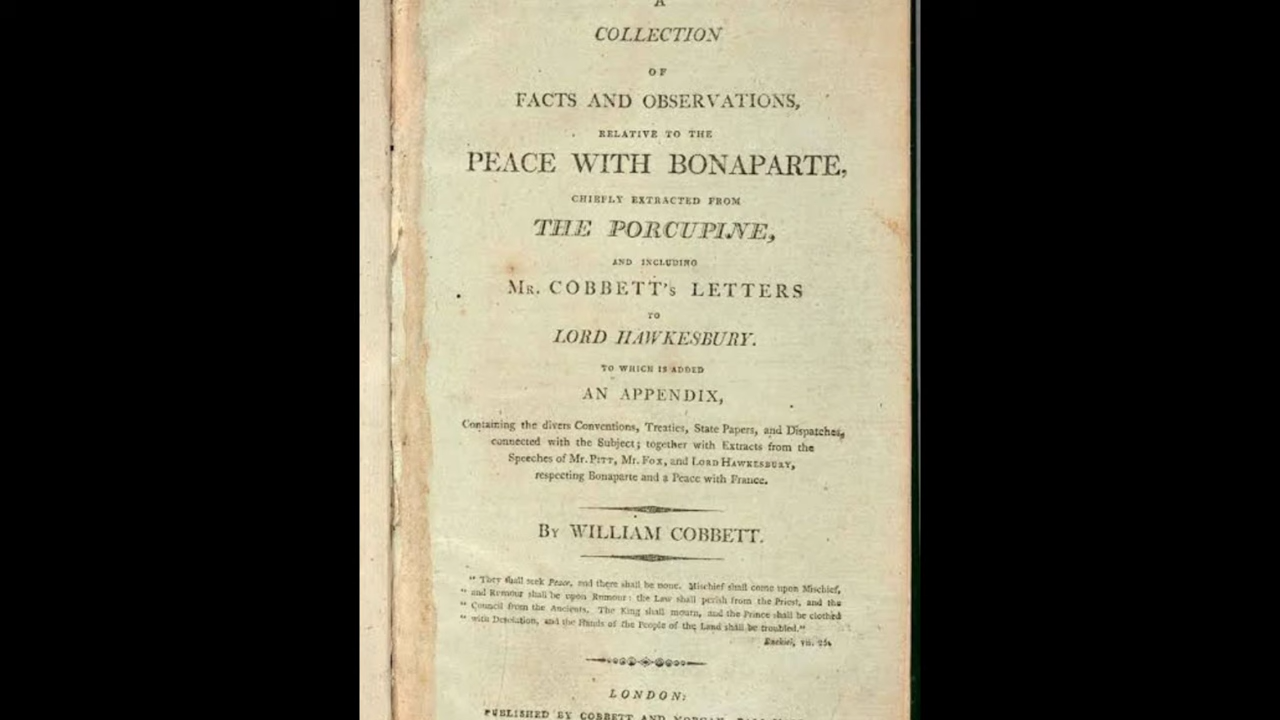 A
COLLECTION
OF
FACTS AND OBSERVATIONS,
RELATIVE TO THE
PEACE WITH BONAPARTE,
CHIEFLY EXTRACTED FROM
THE PORCUPINE,
AND INCLUDING
MR. COBBETT's LETTERS
TO
LORD HAWKESBURY.
TO WHICH IS ADDED
AN APPENDIX,
Containing the divers Conventions, Treaties, State Papers, and Dispatches,
connected with the Subject; together with Extracts from the
Speeches of Mr. PITT, Mr. FOX, and LORD HAWKESBURY,
respecting Bonaparte and a Peace with France.
BY WILLIAM COBBETT.
" They shall seek Peace, and there shall be none. Mischief shall come upon Mischief,
" and Rumour shall be upon Rumour: the Law shall perish from the Priest, and the
" Council from the Ancients. The King shall mourn, and the Prince shall be clothed
" with Desolation, and the Hands of the People of the Land shall be troubled."
Ezekiel, vii. 25.
LONDON:
PUBLISHED BY COBBETT AND MORGAN,